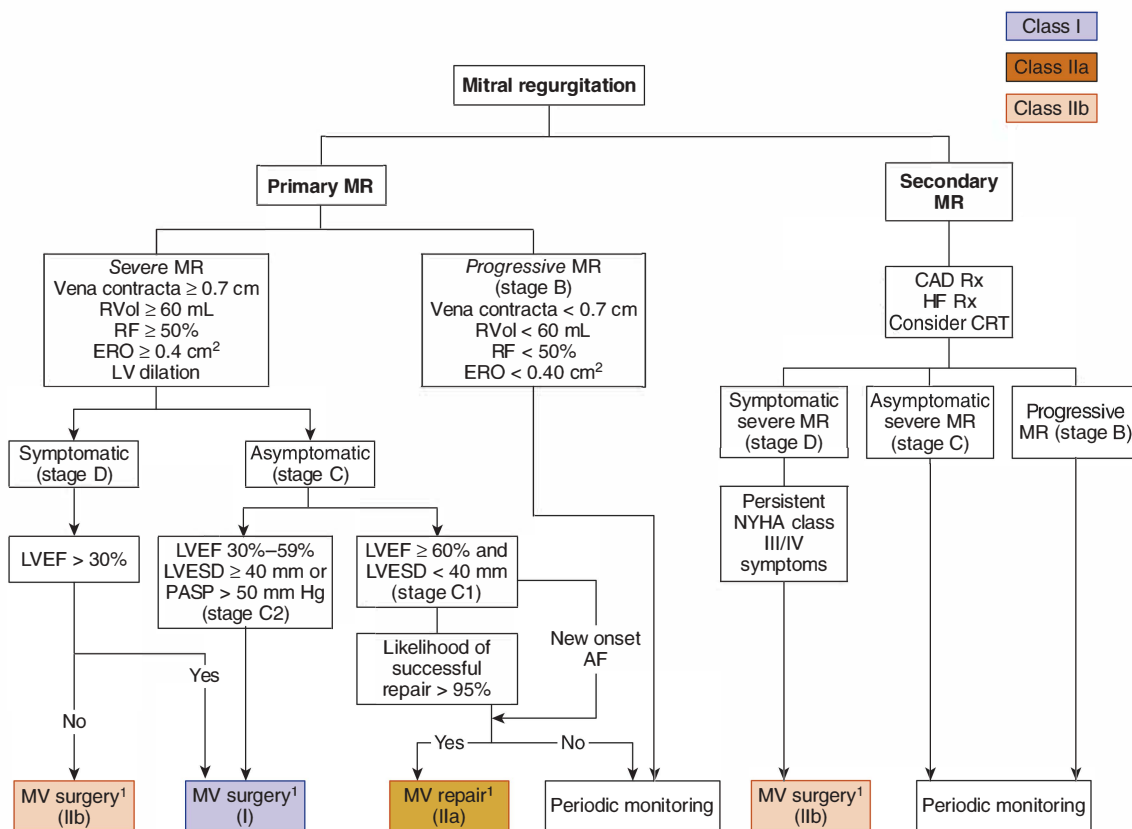 Class I
Class IIa
Class IIb
Mitral regurgitation
Primary MR
Secondary
MR
Severe MR
Vena contracta ≥ 0.7 cm
RVol ≥ 60 mL
RF ≥ 50%
ERO ≥ 0.4 cm²
LV dilation
Progressive MR
(stage B)
Vena contracta < 0.7 cm
RVol < 60 mL
RF < 50%
ERO < 0.40 cm²
CAD Rx
HF Rx
Consider CRT
Symptomatic
(stage D)
Asymptomatic
(stage C)
Symptomatic
severe MR
(stage D)
Asymptomatic
severe MR
(stage C)
Progressive
MR (stage B)
LVEF > 30%
LVEF 30%–59%
LVESD ≥ 40 mm or
PASP > 50 mm Hg
(stage C2)
LVEF ≥ 60% and
LVESD < 40 mm
(stage C1)
Persistent
NYHA class
III/IV
symptoms
New onset
AF
Likelihood of
successful
repair > 95%
Yes
No
Yes
No
MV surgery¹
(IIb)
MV surgery¹
(I)
MV repair¹
(IIa)
Periodic monitoring
MV surgery¹
(IIb)
Periodic monitoring